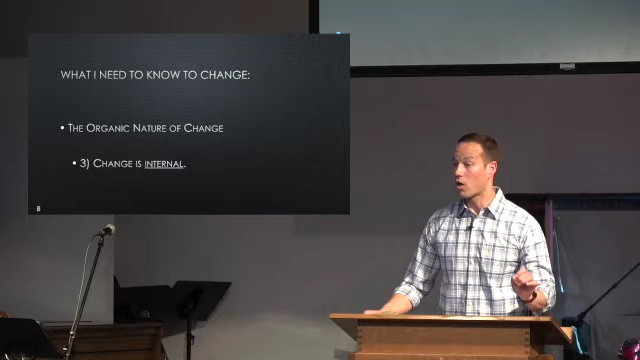 WHAT I NEED TO KNOW TO CHANGE:
• THE ORGANIC NATURE OF CHANGE
• 3) CHANGE IS INTERNAL.